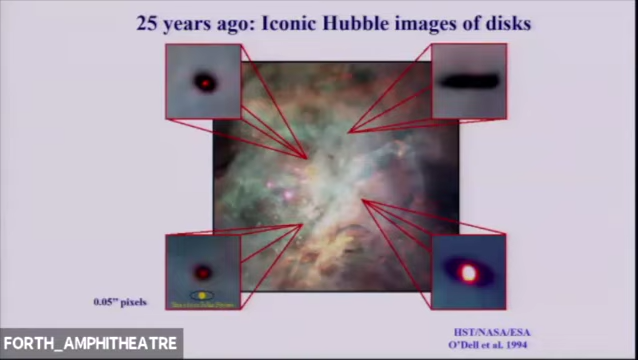 25 years ago: Iconic Hubble images of disks
0.05” pixels
HST/NASA/ESA
O’Dell et al. 1994
FORTH_AMPHITHEATRE